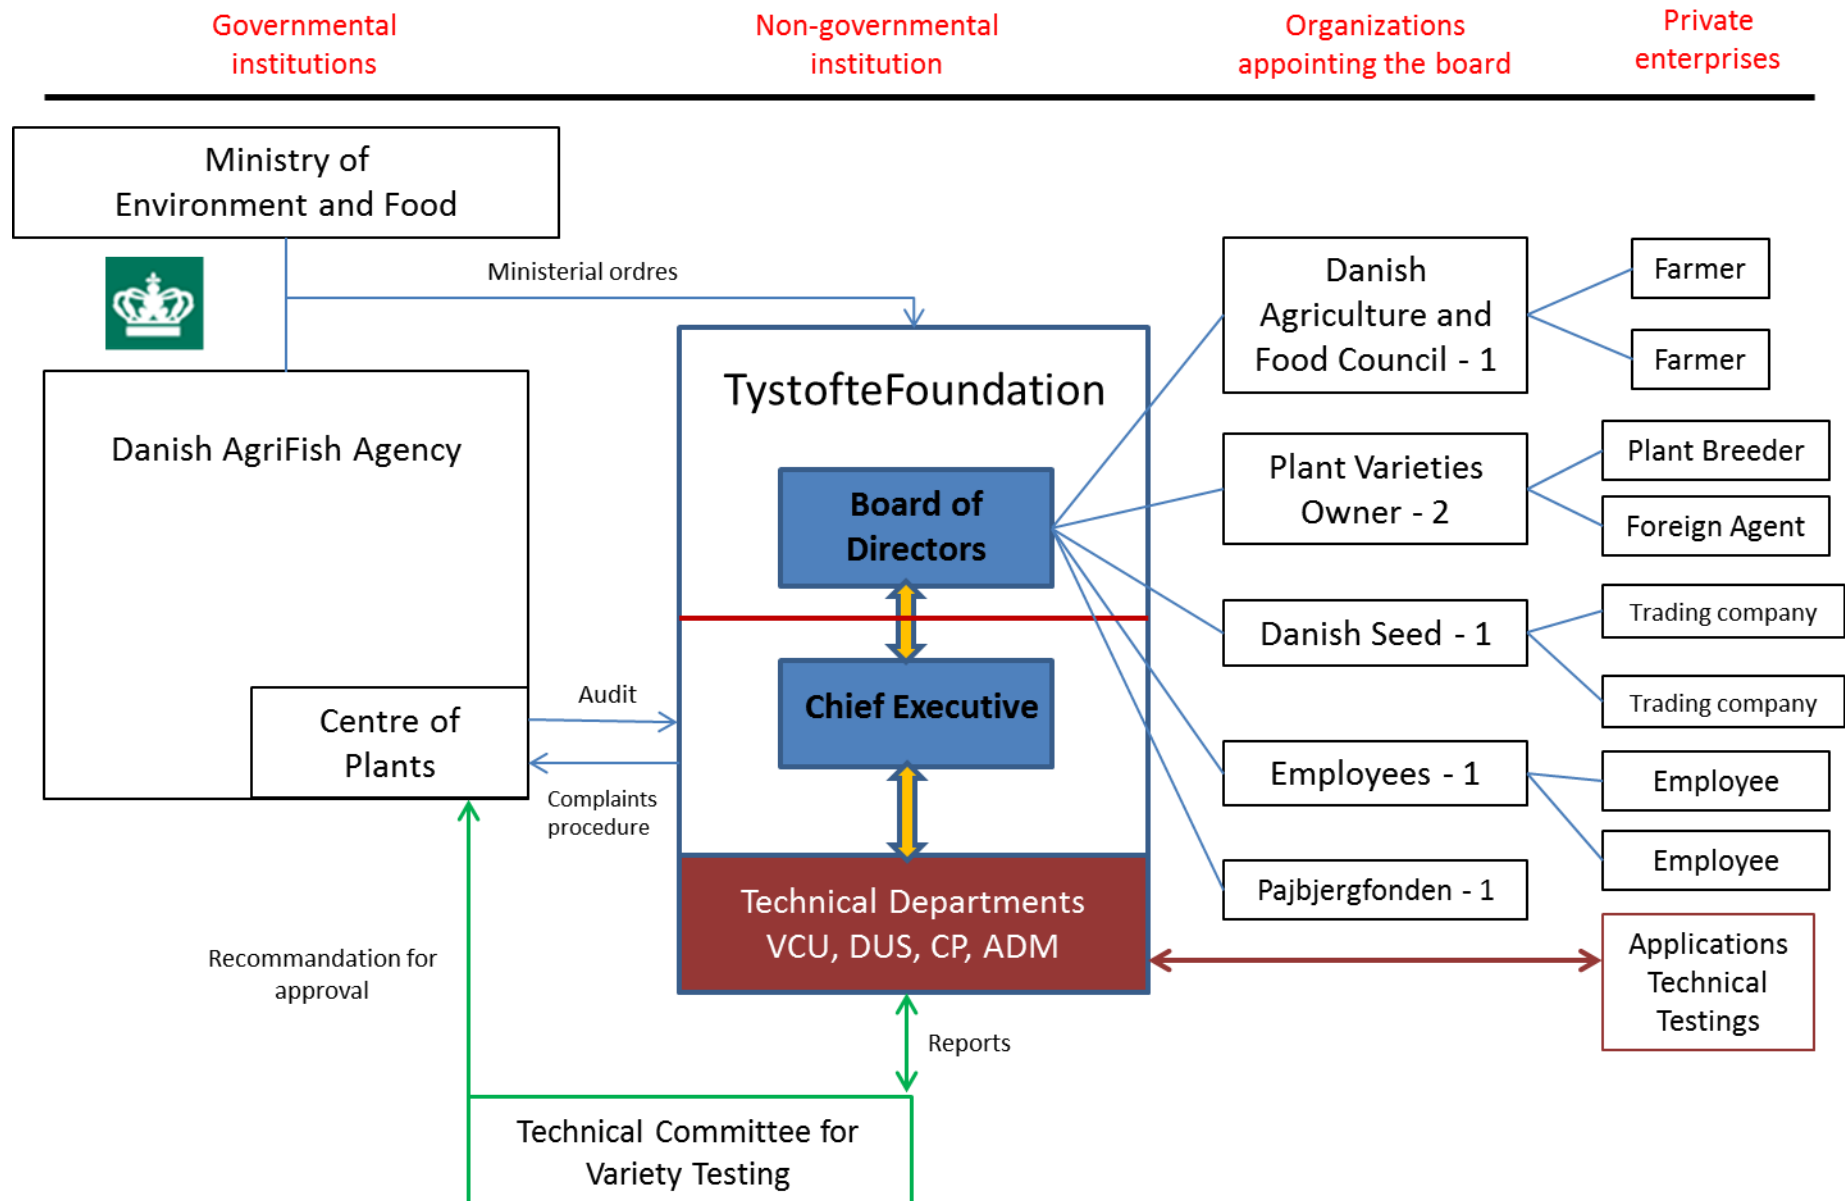 Governmental
institutions
Non-governmental
institution
Organizations
appointing the board
Private
enterprises
Ministry of
Environment and Food
Ministerial ordres
Danish AgriFish Agency
Centre of
Plants
Audit
Complaints
procedure
TystofteFoundation
Board of
Directors
Chief Executive
Technical Departments
VCU, DUS, CP, ADM
Danish
Agriculture and
Food Council - 1
Farmer
Farmer
Plant Varieties
Owner - 2
Plant Breeder
Foreign Agent
Danish Seed - 1
Trading company
Trading company
Employees - 1
Employee
Employee
Pajbjergfonden - 1
Applications
Technical
Testings
Recommandation for
approval
Reports
Technical Committee for
Variety Testing